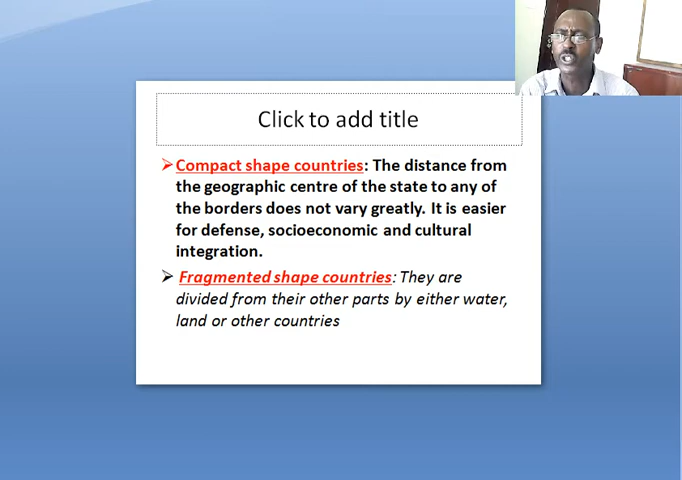 Click to add title
Compact shape countries: The distance from
the geographic centre of the state to any of
the borders does not vary greatly. It is easier
for defense, socioeconomic and cultural
integration.
Fragmented shape countries: They are
divided from their other parts by either water,
land or other countries